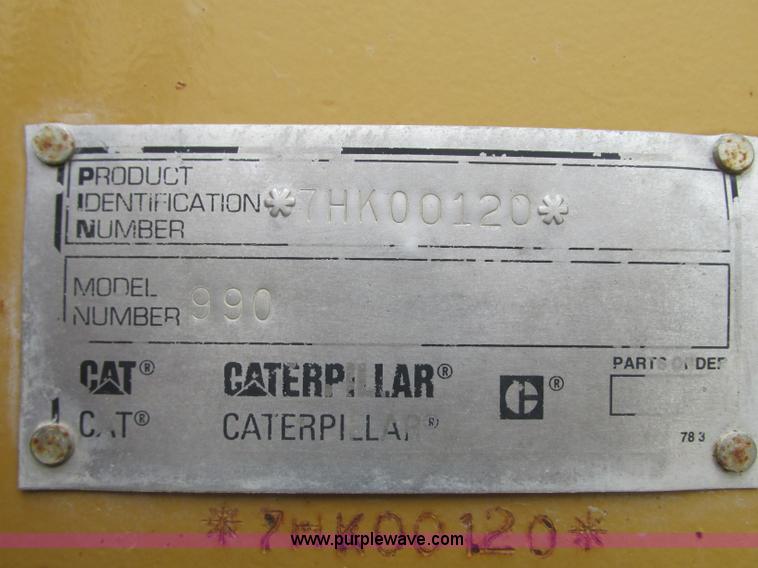 PRODUCT
IDENTIFICATION *7HK00120*
NUMBER
MODEL
NUMBER 990
CAT® CATERPILLAR® C® PARTS ORDER
CAT® CATERPILLAR®
78 3
*7HK00120*
www.purplewave.com